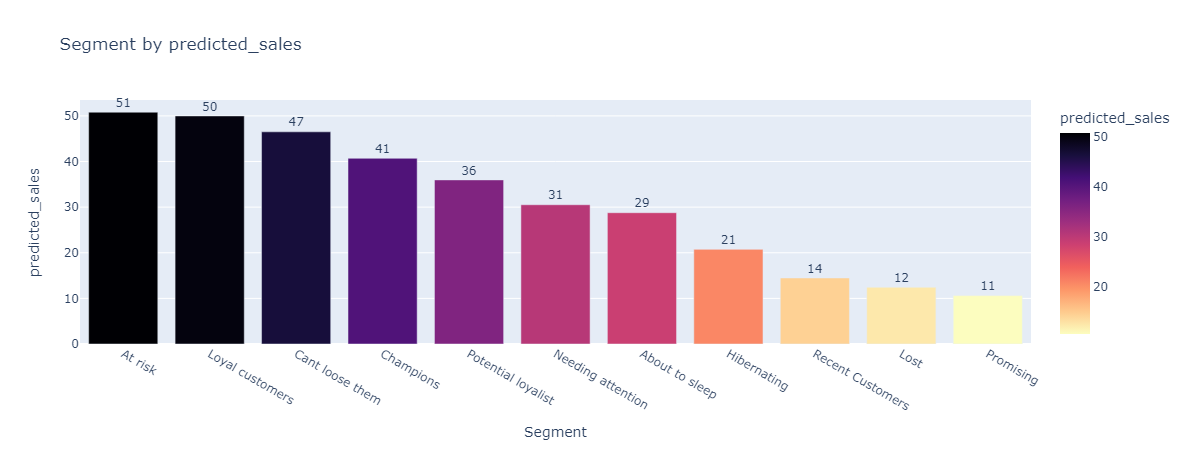 Segment by predicted_sales
predicted_sales
50
40
30
20
10
0
51
50
47
41
36
31
29
21
14
12
11
At risk
Loyal customers
Cant loose them
Champions
Potential loyalist
Needing attention
About to sleep
Hibernating
Recent Customers
Lost
Promising
Segment
predicted_sales
50
40
30
20